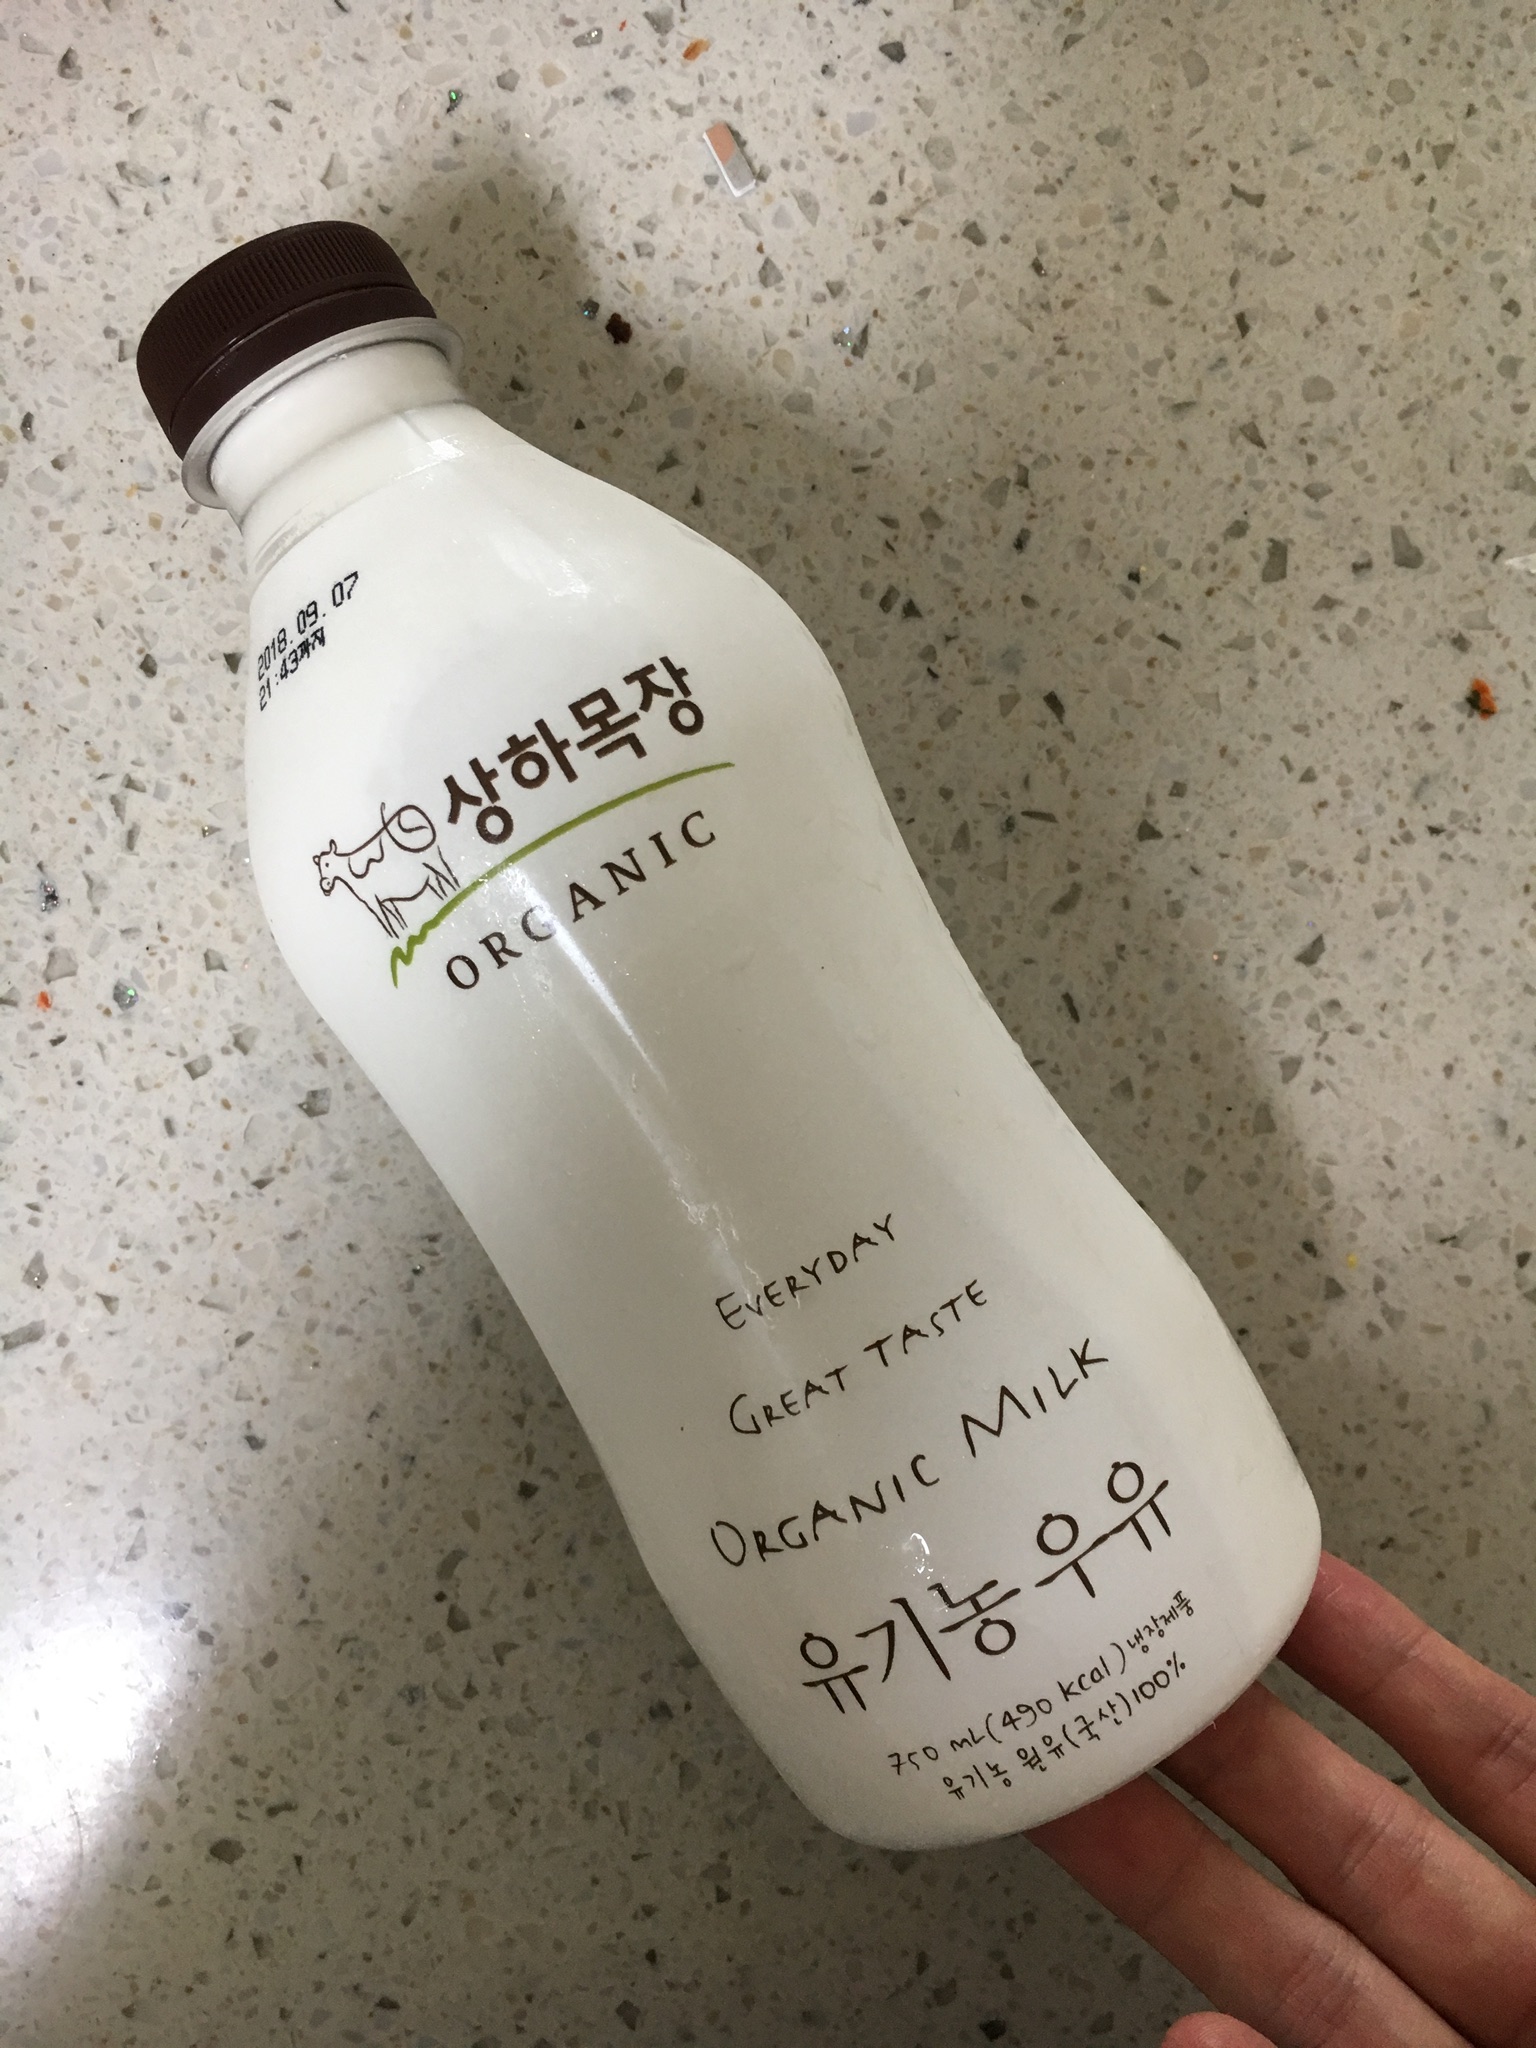 2018.09.07
21:43까지
상하목장
ORGANIC
EVERYDAY
GREAT TASTE
ORGANIC MILK
유기농우유
750 mL(490 kcal)냉장제품
유기농 원유(국산)100%